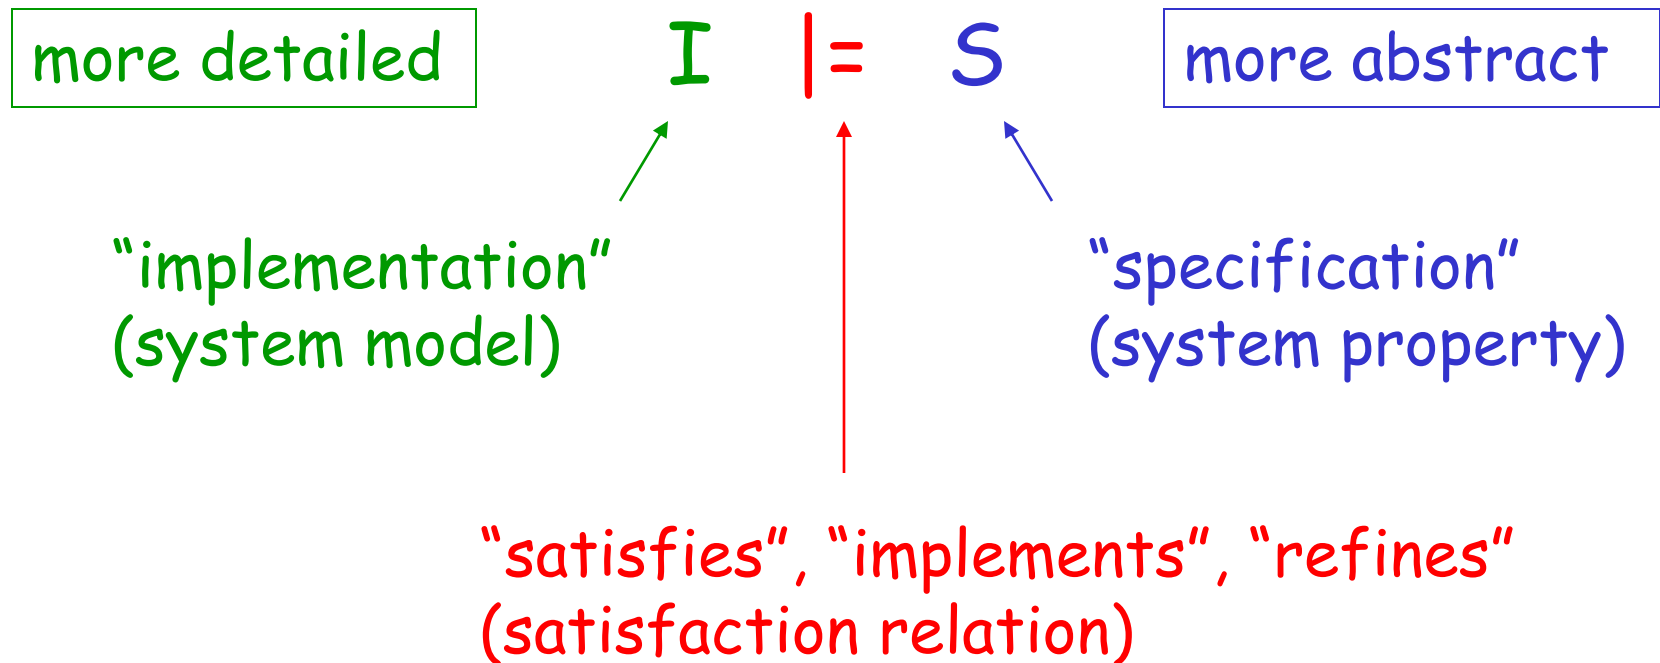 more detailed I |= S more abstract
“implementation”
(system model)
“specification”
(system property)
“satisfies”, “implements”, “refines”
(satisfaction relation)